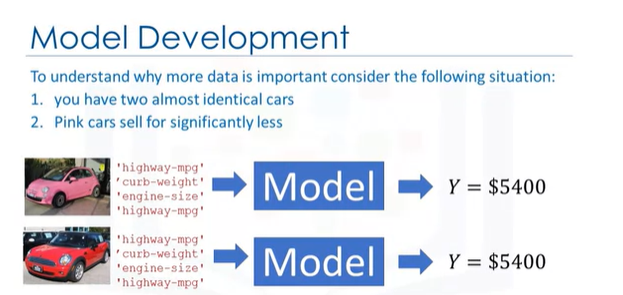 Model Development
To understand why more data is important consider the following situation:
1. you have two almost identical cars
2. Pink cars sell for significantly less
'highway-mpg'
'curb-weight'
'engine-size'
'highway-mpg'
Model
Y = $5400
'highway-mpg'
'curb-weight'
'engine-size'
'highway-mpg'
Model
Y = $5400